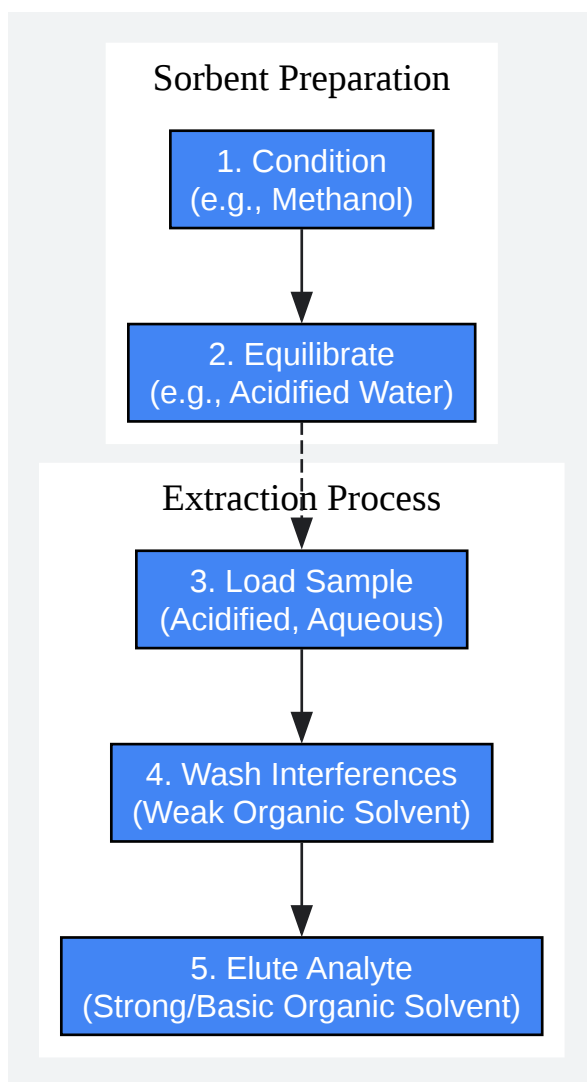 Sorbent Preparation
1. Condition
(e.g., Methanol)
2. Equilibrate
(e.g., Acidified Water)
Extraction Process
3. Load Sample
(Acidified, Aqueous)
4. Wash Interferences
(Weak Organic Solvent)
5. Elute Analyte
(Strong/Basic Organic Solvent)